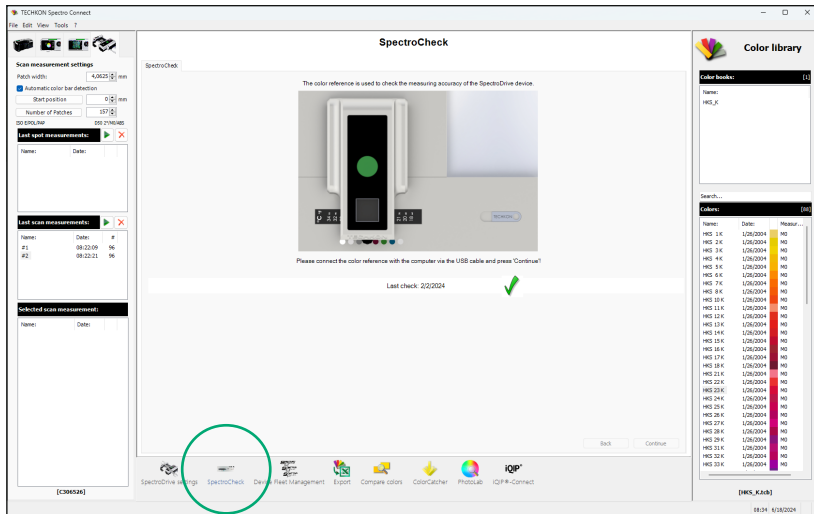 TECHKON Spectro Connect
File Edit View Tools ?
Scan measurement settings
Patch width: 4,0625 mm
Automatic color bar detection
Start position 0 mm
Number of Patches 157
ISO E/POL/PAP DSD 2°/M0/ABS
Last spot measurements:
Name: Date:
Last scan measurements:
Name: Date: #
#1 08:22:09 96
#2 08:22:21 96
Selected scan measurement:
Name: Date:
[C306526]
SpectroCheck
SpectroCheck
The color reference is used to check the measuring accuracy of the SpectroDrive device.
TECHKON
Please connect the color reference with the computer via the USB cable and press 'Continue'!
Last check: 2/2/2024
Back Continue
iQIP®
SpectroDrive settings SpectroCheck Device Fleet Management Export Compare colors ColorCatcher PhotoLab iQIP®-Connect
Color library
Color books: [1]
Name:
HKS_K
Search...
Colors: [88]
Name: Date: Measur...
HKS 1 K 1/26/2004 M0
HKS 2 K 1/26/2004 M0
HKS 3 K 1/26/2004 M0
HKS 4 K 1/26/2004 M0
HKS 5 K 1/26/2004 M0
HKS 6 K 1/26/2004 M0
HKS 7 K 1/26/2004 M0
HKS 8 K 1/26/2004 M0
HKS 10 K 1/26/2004 M0
HKS 11 K 1/26/2004 M0
HKS 12 K 1/26/2004 M0
HKS 13 K 1/26/2004 M0
HKS 14 K 1/26/2004 M0
HKS 15 K 1/26/2004 M0
HKS 16 K 1/26/2004 M0
HKS 17 K 1/26/2004 M0
HKS 18 K 1/26/2004 M0
HKS 21 K 1/26/2004 M0
HKS 22 K 1/26/2004 M0
HKS 23 K 1/26/2004 M0
HKS 24 K 1/26/2004 M0
HKS 25 K 1/26/2004 M0
HKS 26 K 1/26/2004 M0
HKS 27 K 1/26/2004 M0
HKS 28 K 1/26/2004 M0
HKS 29 K 1/26/2004 M0
HKS 31 K 1/26/2004 M0
HKS 32 K 1/26/2004 M0
HKS 33 K 1/26/2004 M0
[HKS_K.tcb]
08:34 6/18/2024